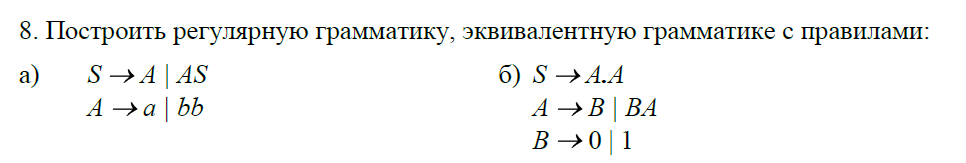 8. Построить регулярную грамматику, эквивалентную грамматике с правилами:
а) S → A | AS б) S → A.A
A → a | bb A → B | BA
B → 0 | 1